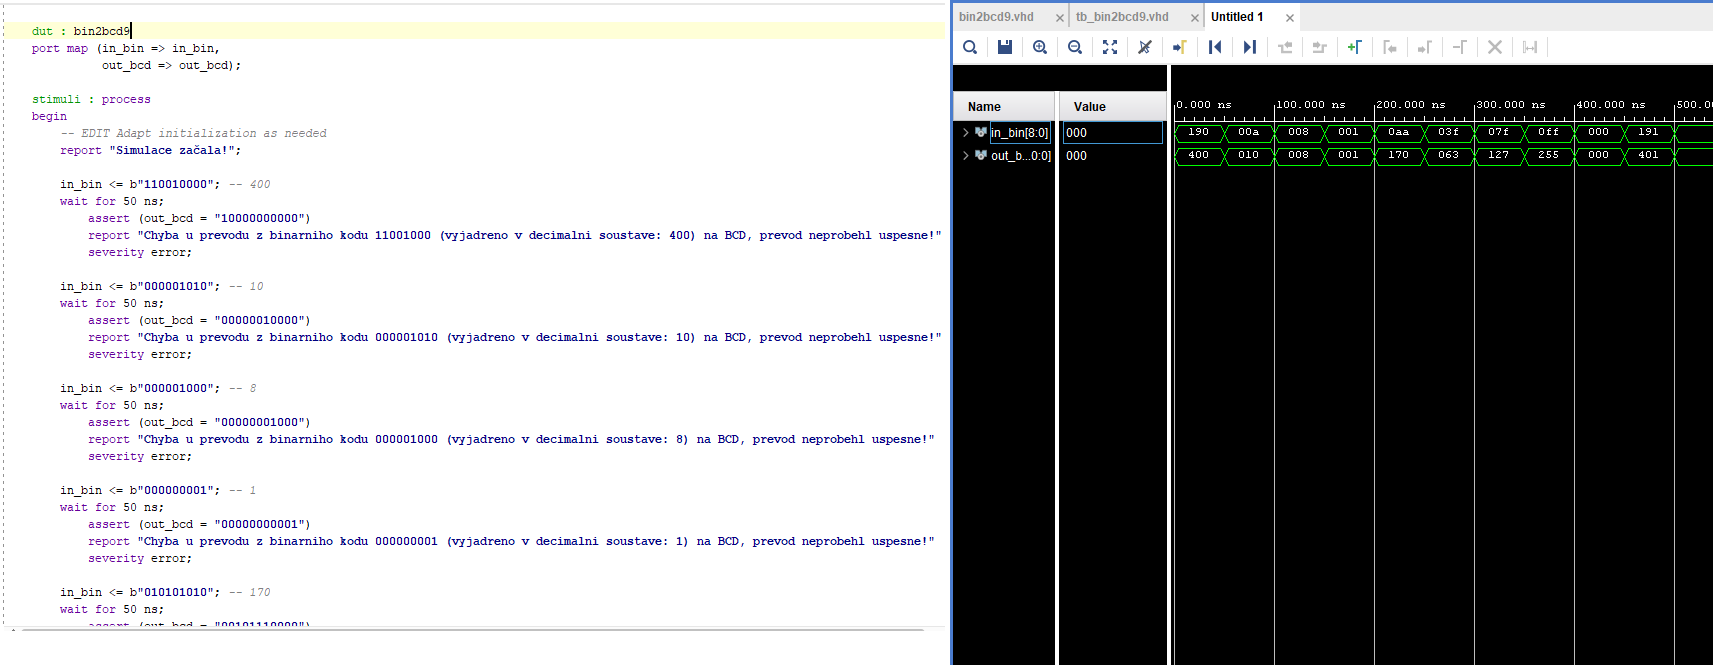 dut : bin2bcd9
port map (in_bin => in_bin,
out_bcd => out_bcd);
stimuli : process
begin
-- EDIT Adapt initialization as needed
report "Simulace začala!";
in_bin <= b"110010000"; -- 400
wait for 50 ns;
assert (out_bcd = "10000000000")
report "Chyba u prevodu z binarniho kodu 11001000 (vyjadreno v decimalni soustave: 400) na BCD, prevod neprobehl uspesne!"
severity error;
in_bin <= b"000001010"; -- 10
wait for 50 ns;
assert (out_bcd = "00000010000")
report "Chyba u prevodu z binarniho kodu 000001010 (vyjadreno v decimalni soustave: 10) na BCD, prevod neprobehl uspesne!"
severity error;
in_bin <= b"000001000"; -- 8
wait for 50 ns;
assert (out_bcd = "00000001000")
report "Chyba u prevodu z binarniho kodu 000001000 (vyjadreno v decimalni soustave: 8) na BCD, prevod neprobehl uspesne!"
severity error;
in_bin <= b"000000001"; -- 1
wait for 50 ns;
assert (out_bcd = "00000000001")
report "Chyba u prevodu z binarniho kodu 000000001 (vyjadreno v decimalni soustave: 1) na BCD, prevod neprobehl uspesne!"
severity error;
in_bin <= b"010101010"; -- 170
wait for 50 ns;
assert (out_bcd = "00101110000")
bin2bcd9.vhd tb_bin2bcd9.vhd Untitled 1
0.000 ns 100.000 ns 200.000 ns 300.000 ns 400.000 ns 500.0
Name Value
in_bin[8:0] 000 190 00a 008 001 0aa 03f 07f 0ff 000 191
out_b...0:0] 000 400 010 008 001 170 063 127 255 000 401